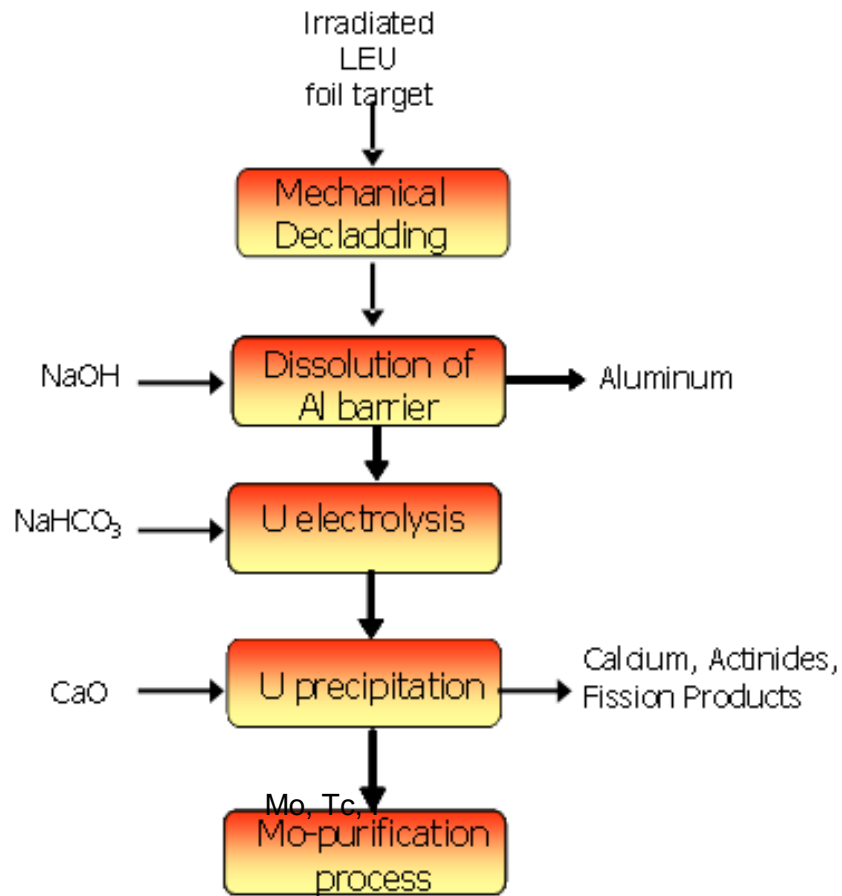 Irradiated
LEU
foil target
Mechanical
Decladding
NaOH
Dissolution of
Al barrier
Aluminum
NaHCO₃
U electrolysis
CaO
U precipitation
Calcium, Actinides,
Fission Products
Mo, Tc,
Mo-purification
process